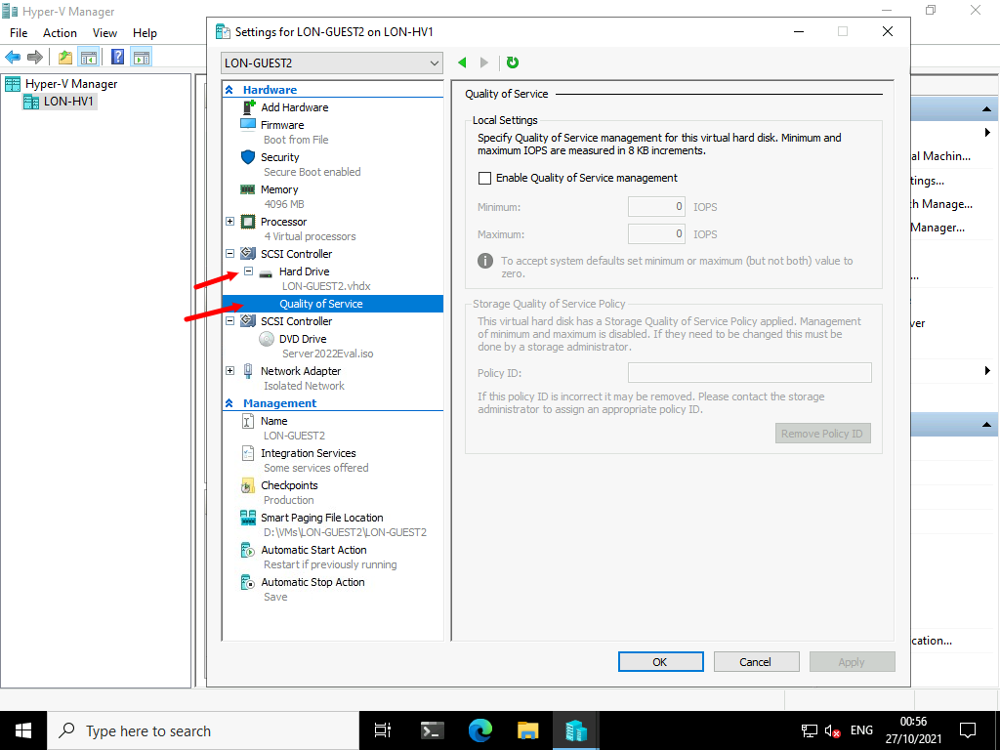 Hyper-V Manager
File Action View Help
Hyper-V Manager
LON-HV1
Settings for LON-GUEST2 on LON-HV1
LON-GUEST2
Hardware
Add Hardware
Firmware
Boot from File
Security
Secure Boot enabled
Memory
4096 MB
Processor
4 Virtual processors
SCSI Controller
Hard Drive
LON-GUEST2.vhdx
Quality of Service
SCSI Controller
DVD Drive
Server2022Eval.iso
Network Adapter
Isolated Network
Management
Name
LON-GUEST2
Integration Services
Some services offered
Checkpoints
Production
Smart Paging File Location
D:\VMs\LON-GUEST2\LON-GUEST2
Automatic Start Action
Restart if previously running
Automatic Stop Action
Save
Quality of Service
Local Settings
Specify Quality of Service management for this virtual hard disk. Minimum and
maximum IOPS are measured in 8 KB increments.
Enable Quality of Service management
Minimum: 0 IOPS
Maximum: 0 IOPS
To accept system defaults set minimum or maximum (but not both) value to
zero.
Storage Quality of Service Policy
This virtual hard disk has a Storage Quality of Service Policy applied. Management
of minimum and maximum is disabled. If they need to be changed this must be
done by a storage administrator.
Policy ID:
If this policy ID is incorrect it may be removed. Please contact the storage
administrator to assign an appropriate policy ID.
Remove Policy ID
OK Cancel Apply
al Machin...
tings...
h Manage...
Manager...
...
ver
ication...
Type here to search
ENG
00:56
27/10/2021